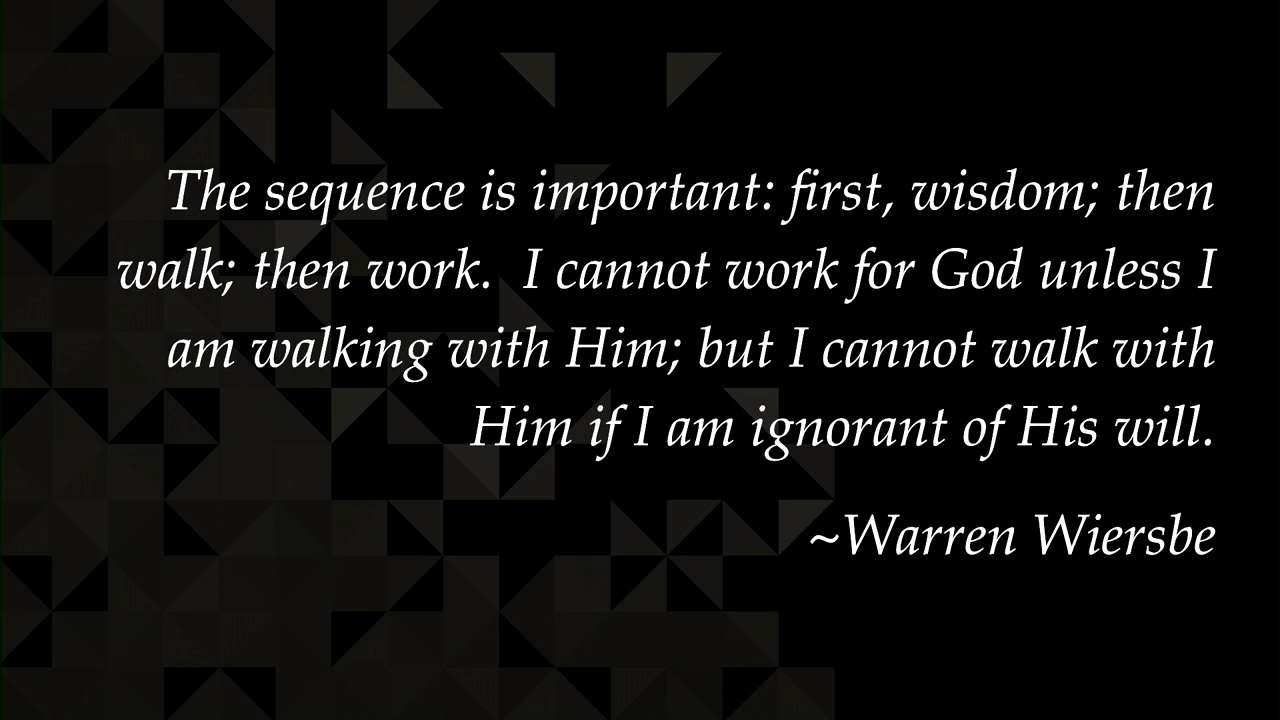 The sequence is important: first, wisdom; then
walk; then work.  I cannot work for God unless I
am walking with Him; but I cannot walk with
Him if I am ignorant of His will.
~Warren Wiersbe